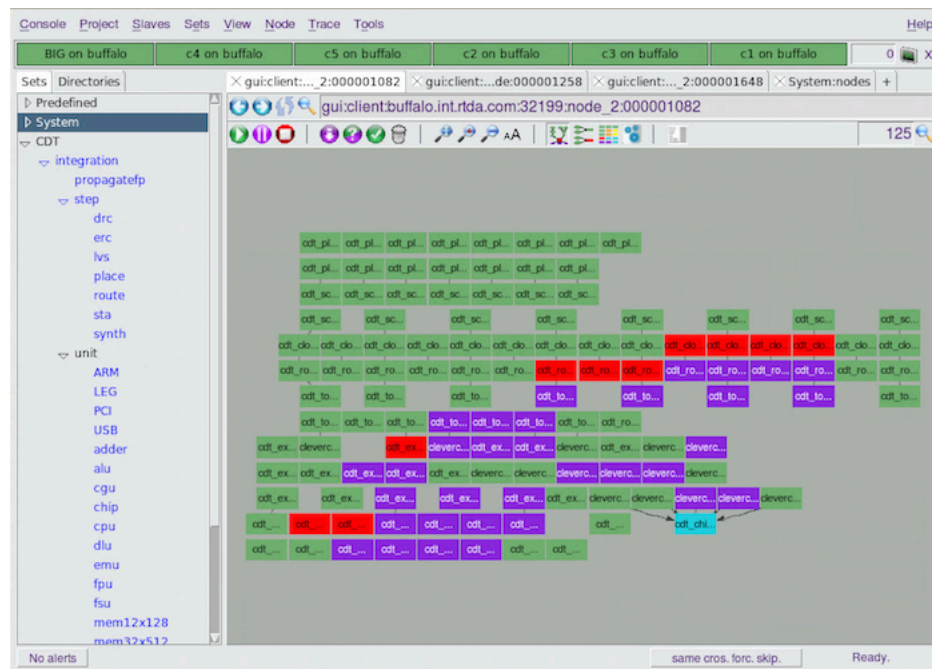 Console Project Slaves Sets View Node Trace Tools Help
BIG on buffalo c4 on buffalo c5 on buffalo c2 on buffalo c3 on buffalo c1 on buffalo 0 X
Sets Directories gui:client:..._2:000001082 gui:client:...de:000001258 gui:client:..._2:000001648 System:nodes +
Predefined
System
CDT
integration
propagatefp
step
drc
erc
lvs
place
route
sta
synth
unit
ARM
LEG
PCI
USB
adder
alu
cgu
chip
cpu
dlu
emu
fpu
fsu
mem12x128
mem32x512
gui:client:buffalo.int.rtda.com:32199:node_2:000001082
AA 125
cdt_pl... cdt_pl... cdt_pl... cdt_pl... cdt_pl... cdt_pl... cdt_pl... cdt_pl...
cdt_pl... cdt_pl... cdt_pl... cdt_pl... cdt_pl... cdt_pl... cdt_pl...
cdt_sc... cdt_sc... cdt_sc... cdt_sc... cdt_sc... cdt_sc... cdt_sc...
cdt_sc... cdt_sc... cdt_sc... cdt_sc... cdt_sc... cdt_sc... cdt_sc... cdt_sc...
cdt_clo... cdt_clo... cdt_clo... cdt_clo... cdt_clo... cdt_clo... cdt_clo... cdt_clo... cdt_clo... cdt_clo... cdt_clo... cdt_clo... cdt_clo... cdt_clo... cdt_clo...
cdt_ro... cdt_ro... cdt_ro... cdt_ro... cdt_ro... cdt_ro... cdt_ro... cdt_ro... cdt_ro... cdt_ro... cdt_ro... cdt_ro... cdt_ro... cdt_ro... cdt_ro...
cdt_to... cdt_to... cdt_to... cdt_to... cdt_to... cdt_to... cdt_to... cdt_to...
cdt_to... cdt_to... cdt_to... cdt_to... cdt_to... cdt_to... cdt_to... cdt_ro...
cdt_ex... cdt_ex... cdt_ex... cleverc... cdt_ex... cdt_ex... cleverc... cdt_ex... cleverc... cleverc...
cdt_ex... cdt_ex... cdt_ex... cdt_ex... cdt_ex... cdt_ex... cleverc... cleverc... cleverc... cleverc... cleverc...
cdt_ex... cdt_ex... cdt_ex... cdt_ex... cdt_ex... cdt_ex... cleverc... cleverc... cleverc... cleverc... cleverc...
cdt_... cdt_... cdt_... cdt_... cdt_... cdt_... cdt_... cdt_... cdt_chi...
cdt_... cdt_... cdt_... cdt_... cdt_... cdt_... cdt_... cdt_...
No alerts same cros. forc. skip. Ready.